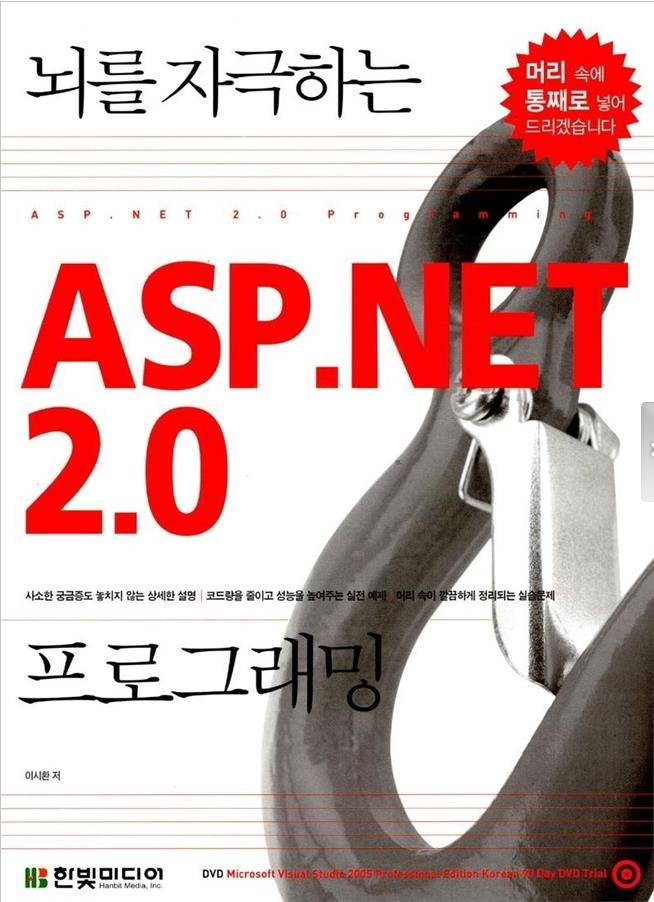 뇌를 자극하는
머리 속에
통째로 넣어
드리겠습니다
ASP.NET 2.0 Programming
ASP.NET
2.0
사소한 궁금증도 놓치지 않는 상세한 설명 | 코드량을 줄이고 성능을 높여주는 실전 예제 | 머리 속이 깔끔하게 정리되는 실습문제
프로그래밍
이시환 저
HB 한빛미디어
Hanbit Media, Inc.
DVD Microsoft Visual Studio 2005 Professional Edition Korean 90 Day DVD Trial